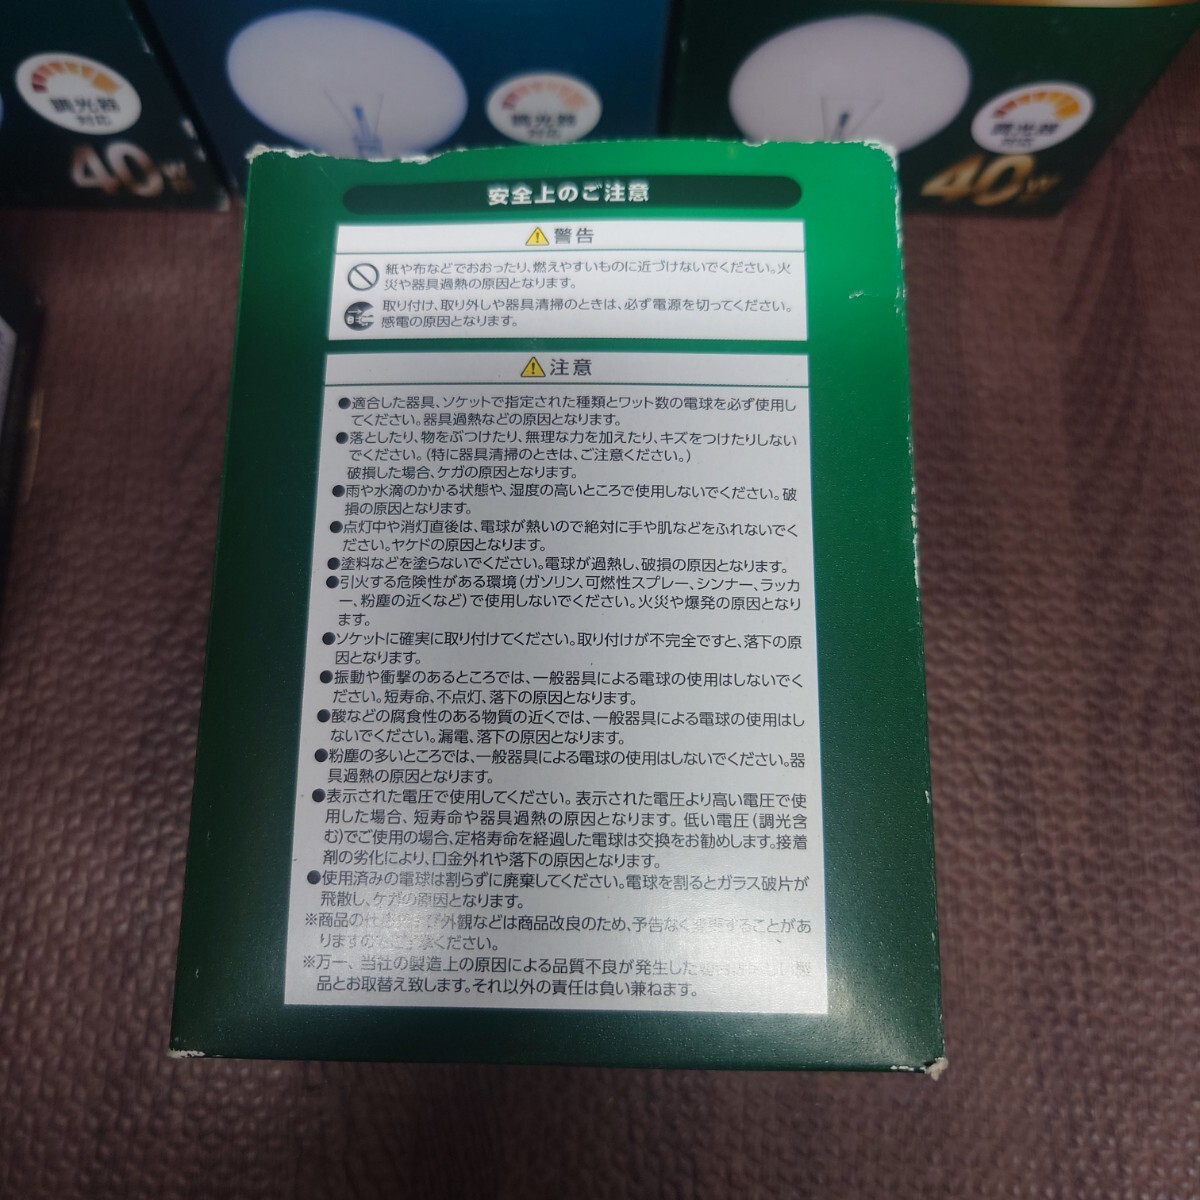 調光器
対応
40W
調光器
対応
調光器
対応
40W
安全上のご注意
警告
紙や布などでおおったり、燃えやすいものに近づけないでください。火
災や器具過熱の原因となります。
取り付け、取り外しや器具清掃のときは、必ず電源を切ってください。
感電の原因となります。
注意
●適合した器具、ソケットで指定された種類とワット数の電球を必ず使用し
てください。器具過熱などの原因となります。
●落としたり、物をぶつけたり、無理な力を加えたり、キズをつけたりしない
でください。（特に器具清掃のときは、ご注意ください。）
破損した場合、ケガの原因となります。
●雨や水滴のかかる状態や、湿度の高いところで使用しないでください。破
損の原因となります。
●点灯中や消灯直後は、電球が熱いので絶対に手や肌などをふれないでく
ださい。ヤケドの原因となります。
●塗料などを塗らないでください。電球が過熱し、破損の原因となります。
●引火する危険性がある環境（ガソリン、可燃性スプレー、シンナー、ラッカ
ー、粉塵の近くなど）で使用しないでください。火災や爆発の原因となり
ます。
●ソケットに確実に取り付けてください。取り付けが不完全ですと、落下の原
因となります。
●振動や衝撃のあるところでは、一般器具による電球の使用はしないでく
ださい。短寿命、不点灯、落下の原因となります。
●酸などの腐食性のある物質の近くでは、一般器具による電球の使用はし
ないでください。漏電、落下の原因となります。
●粉塵の多いところでは、一般器具による電球の使用はしないでください。器
具過熱の原因となります。
●表示された電圧で使用してください。表示された電圧より高い電圧で使
用した場合、短寿命や器具過熱の原因となります。低い電圧（調光含
む）でご使用の場合、定格寿命を経過した電球は交換をお勧めします。接着
剤の劣化により、口金外れや落下の原因となります。
●使用済みの電球は割らずに廃棄してください。電球を割るとガラス破片が
飛散し、ケガの原因となります。
※商品の仕様及び外観などは商品改良のため、予告なく変更することがあ
りますのでご了承ください。
※万一、当社の製造上の原因による品質不良が発生した
品とお取替え致します。それ以外の責任は負い兼ねます。